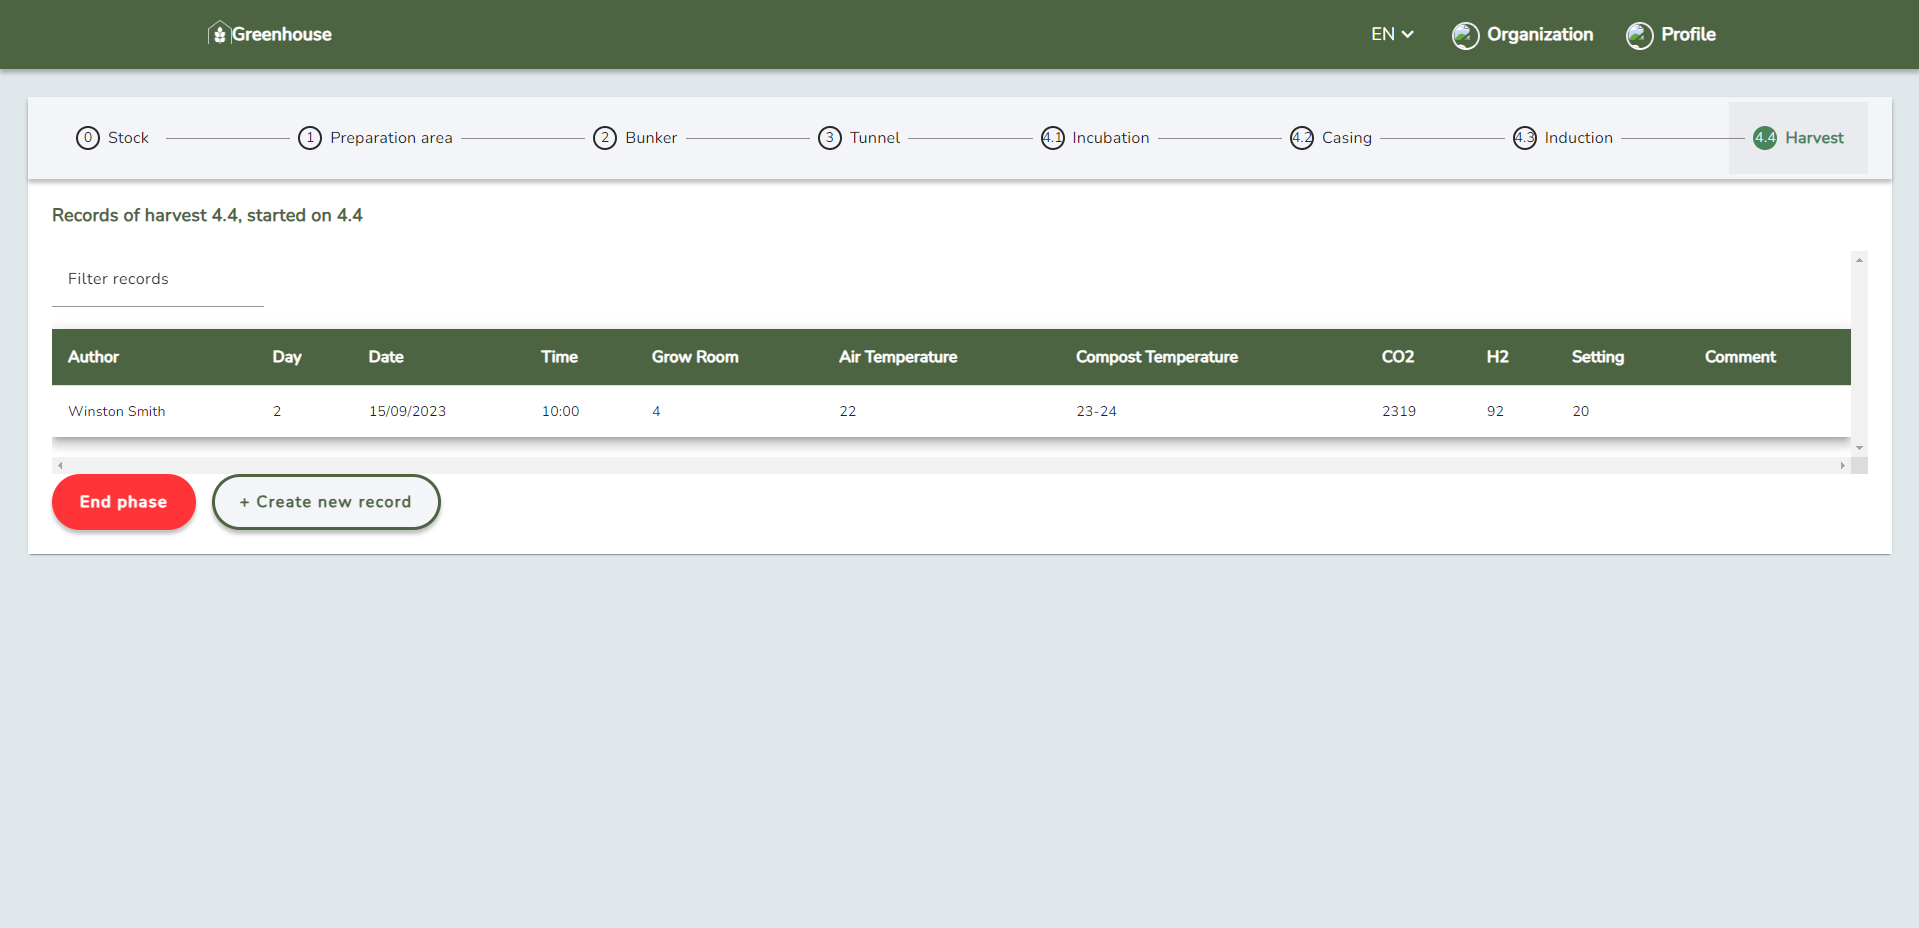 Greenhouse EN Organization Profile
0 Stock 1 Preparation area 2 Bunker 3 Tunnel 4.1 Incubation 4.2 Casing 4.3 Induction 4.4 Harvest
Records of harvest 4.4, started on 4.4
Filter records
Author Day Date Time Grow Room Air Temperature Compost Temperature CO2 H2 Setting Comment
Winston Smith 2 15/09/2023 10:00 4 22 23-24 2319 92 20
End phase + Create new record